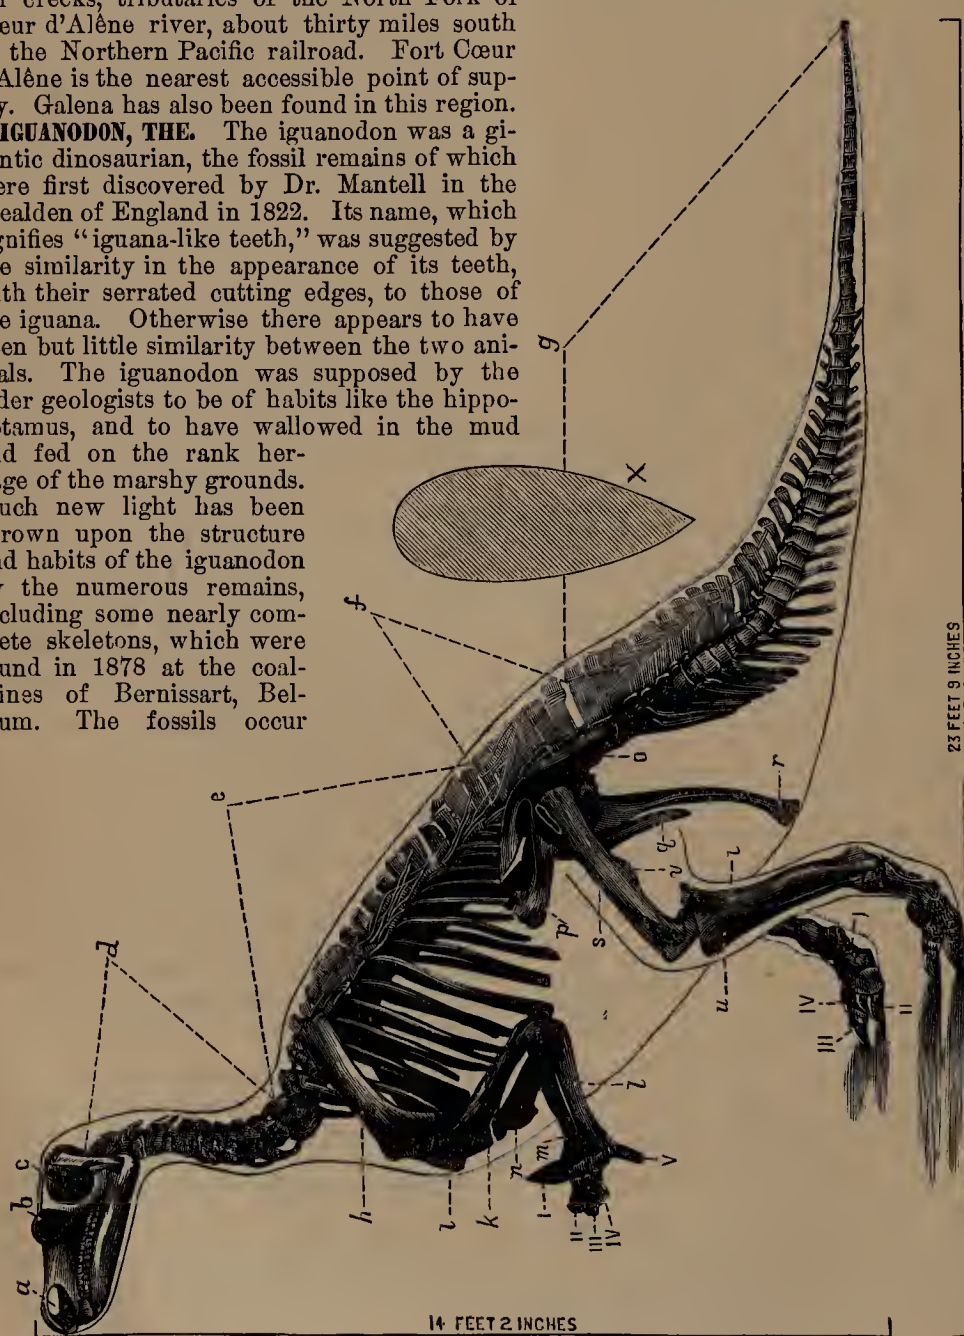 creeks, tributaries of the North Fork of
eur d'Alêne river, about thirty miles south
the Northern Pacific railroad. Fort Cœur
Alêne is the nearest accessible point of sup-
y. Galena has also been found in this region.
IGUANODON, THE. The iguanodon was a gi-
ntic dinosaurian, the fossil remains of which
ere first discovered by Dr. Mantell in the
ealden of England in 1822. Its name, which
gnifies “iguana-like teeth,” was suggested by
e similarity in the appearance of its teeth,
th their serrated cutting edges, to those of
e iguana. Otherwise there appears to have
en but little similarity between the two ani-
als. The iguanodon was supposed by the
der geologists to be of habits like the hippo-
tamus, and to have wallowed in the mud
d fed on the rank her-
ge of the marshy grounds.
uch new light has been
rown upon the structure
d habits of the iguanodon
y the numerous remains,
cluding some nearly com-
ete skeletons, which were
und in 1878 at the coal-
ines of Bernissart, Bel-
um. The fossils occur
g
X
f
e
d
c
b
a
o
r
q
v
t
p
s
u
I
II
III
IV
h
i
k
n
m
l
I
II
III
IV
V
23 FEET 9 INCHES
14 FEET 2 INCHES